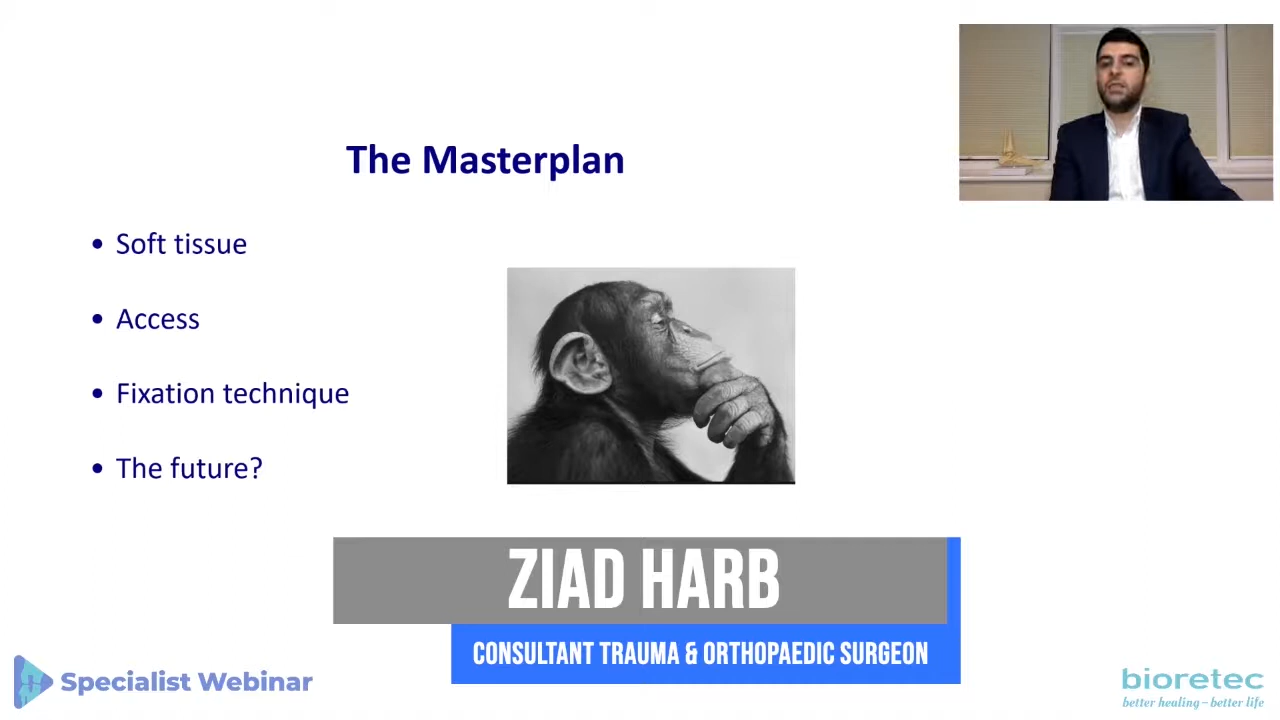 The Masterplan
• Soft tissue
• Access
• Fixation technique
• The future?
ZIAD HARB
CONSULTANT TRAUMA & ORTHOPAEDIC SURGEON
Specialist Webinar
bioretec
better healing – better life